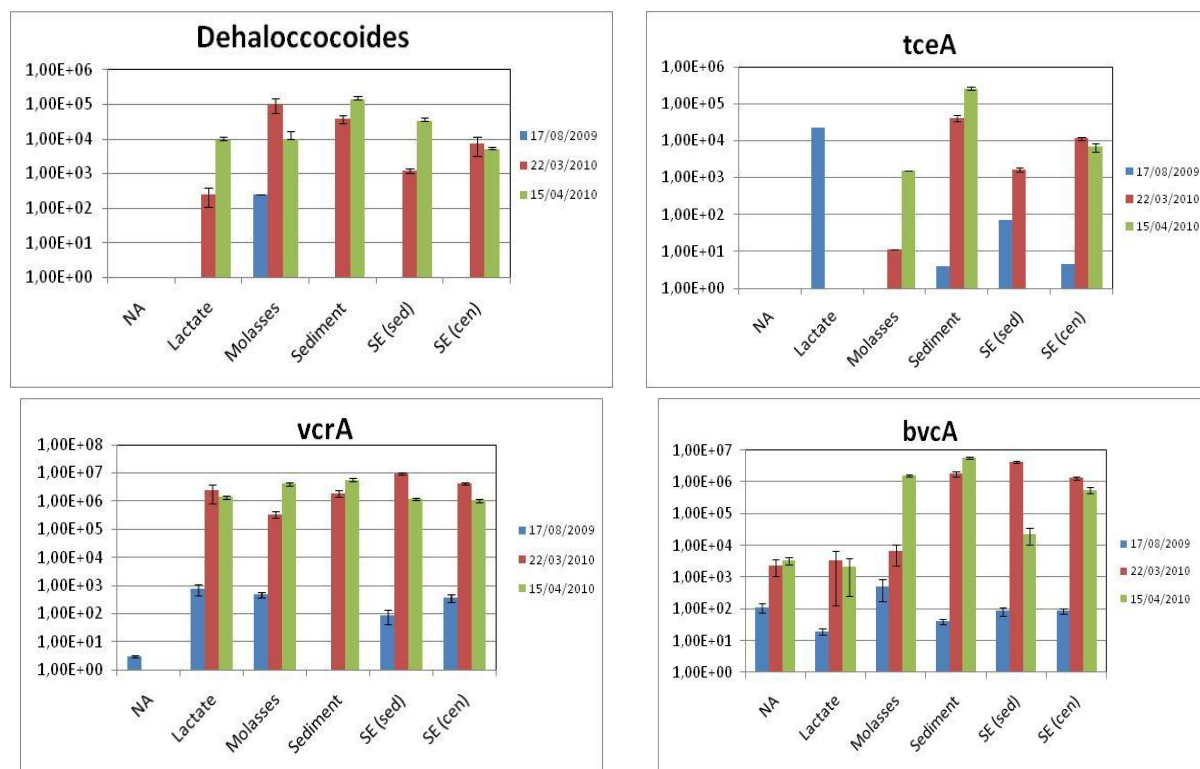 Dehaloccocoides
1,00E+06
1,00E+05
1,00E+04
1,00E+03
1,00E+02
1,00E+01
1,00E+00
NA
Lactate
Molasses
Sediment
SE (sed)
SE (cen)
17/08/2009
22/03/2010
15/04/2010
tceA
1,00E+06
1,00E+05
1,00E+04
1,00E+03
1,00E+02
1,00E+01
1,00E+00
NA
Lactate
Molasses
Sediment
SE (sed)
SE (cen)
17/08/2009
22/03/2010
15/04/2010
vcrA
1,00E+08
1,00E+07
1,00E+06
1,00E+05
1,00E+04
1,00E+03
1,00E+02
1,00E+01
1,00E+00
NA
Lactate
Molasses
Sediment
SE (sed)
SE (cen)
17/08/2009
22/03/2010
15/04/2010
bvcA
1,00E+07
1,00E+06
1,00E+05
1,00E+04
1,00E+03
1,00E+02
1,00E+01
1,00E+00
NA
Lactate
Molasses
Sediment
SE (sed)
SE (cen)
17/08/2009
22/03/2010
15/04/2010